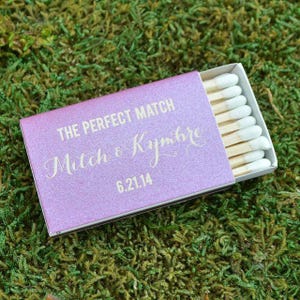 THE PERFECT MATCH
Mitch & Kymbre
6.21.14